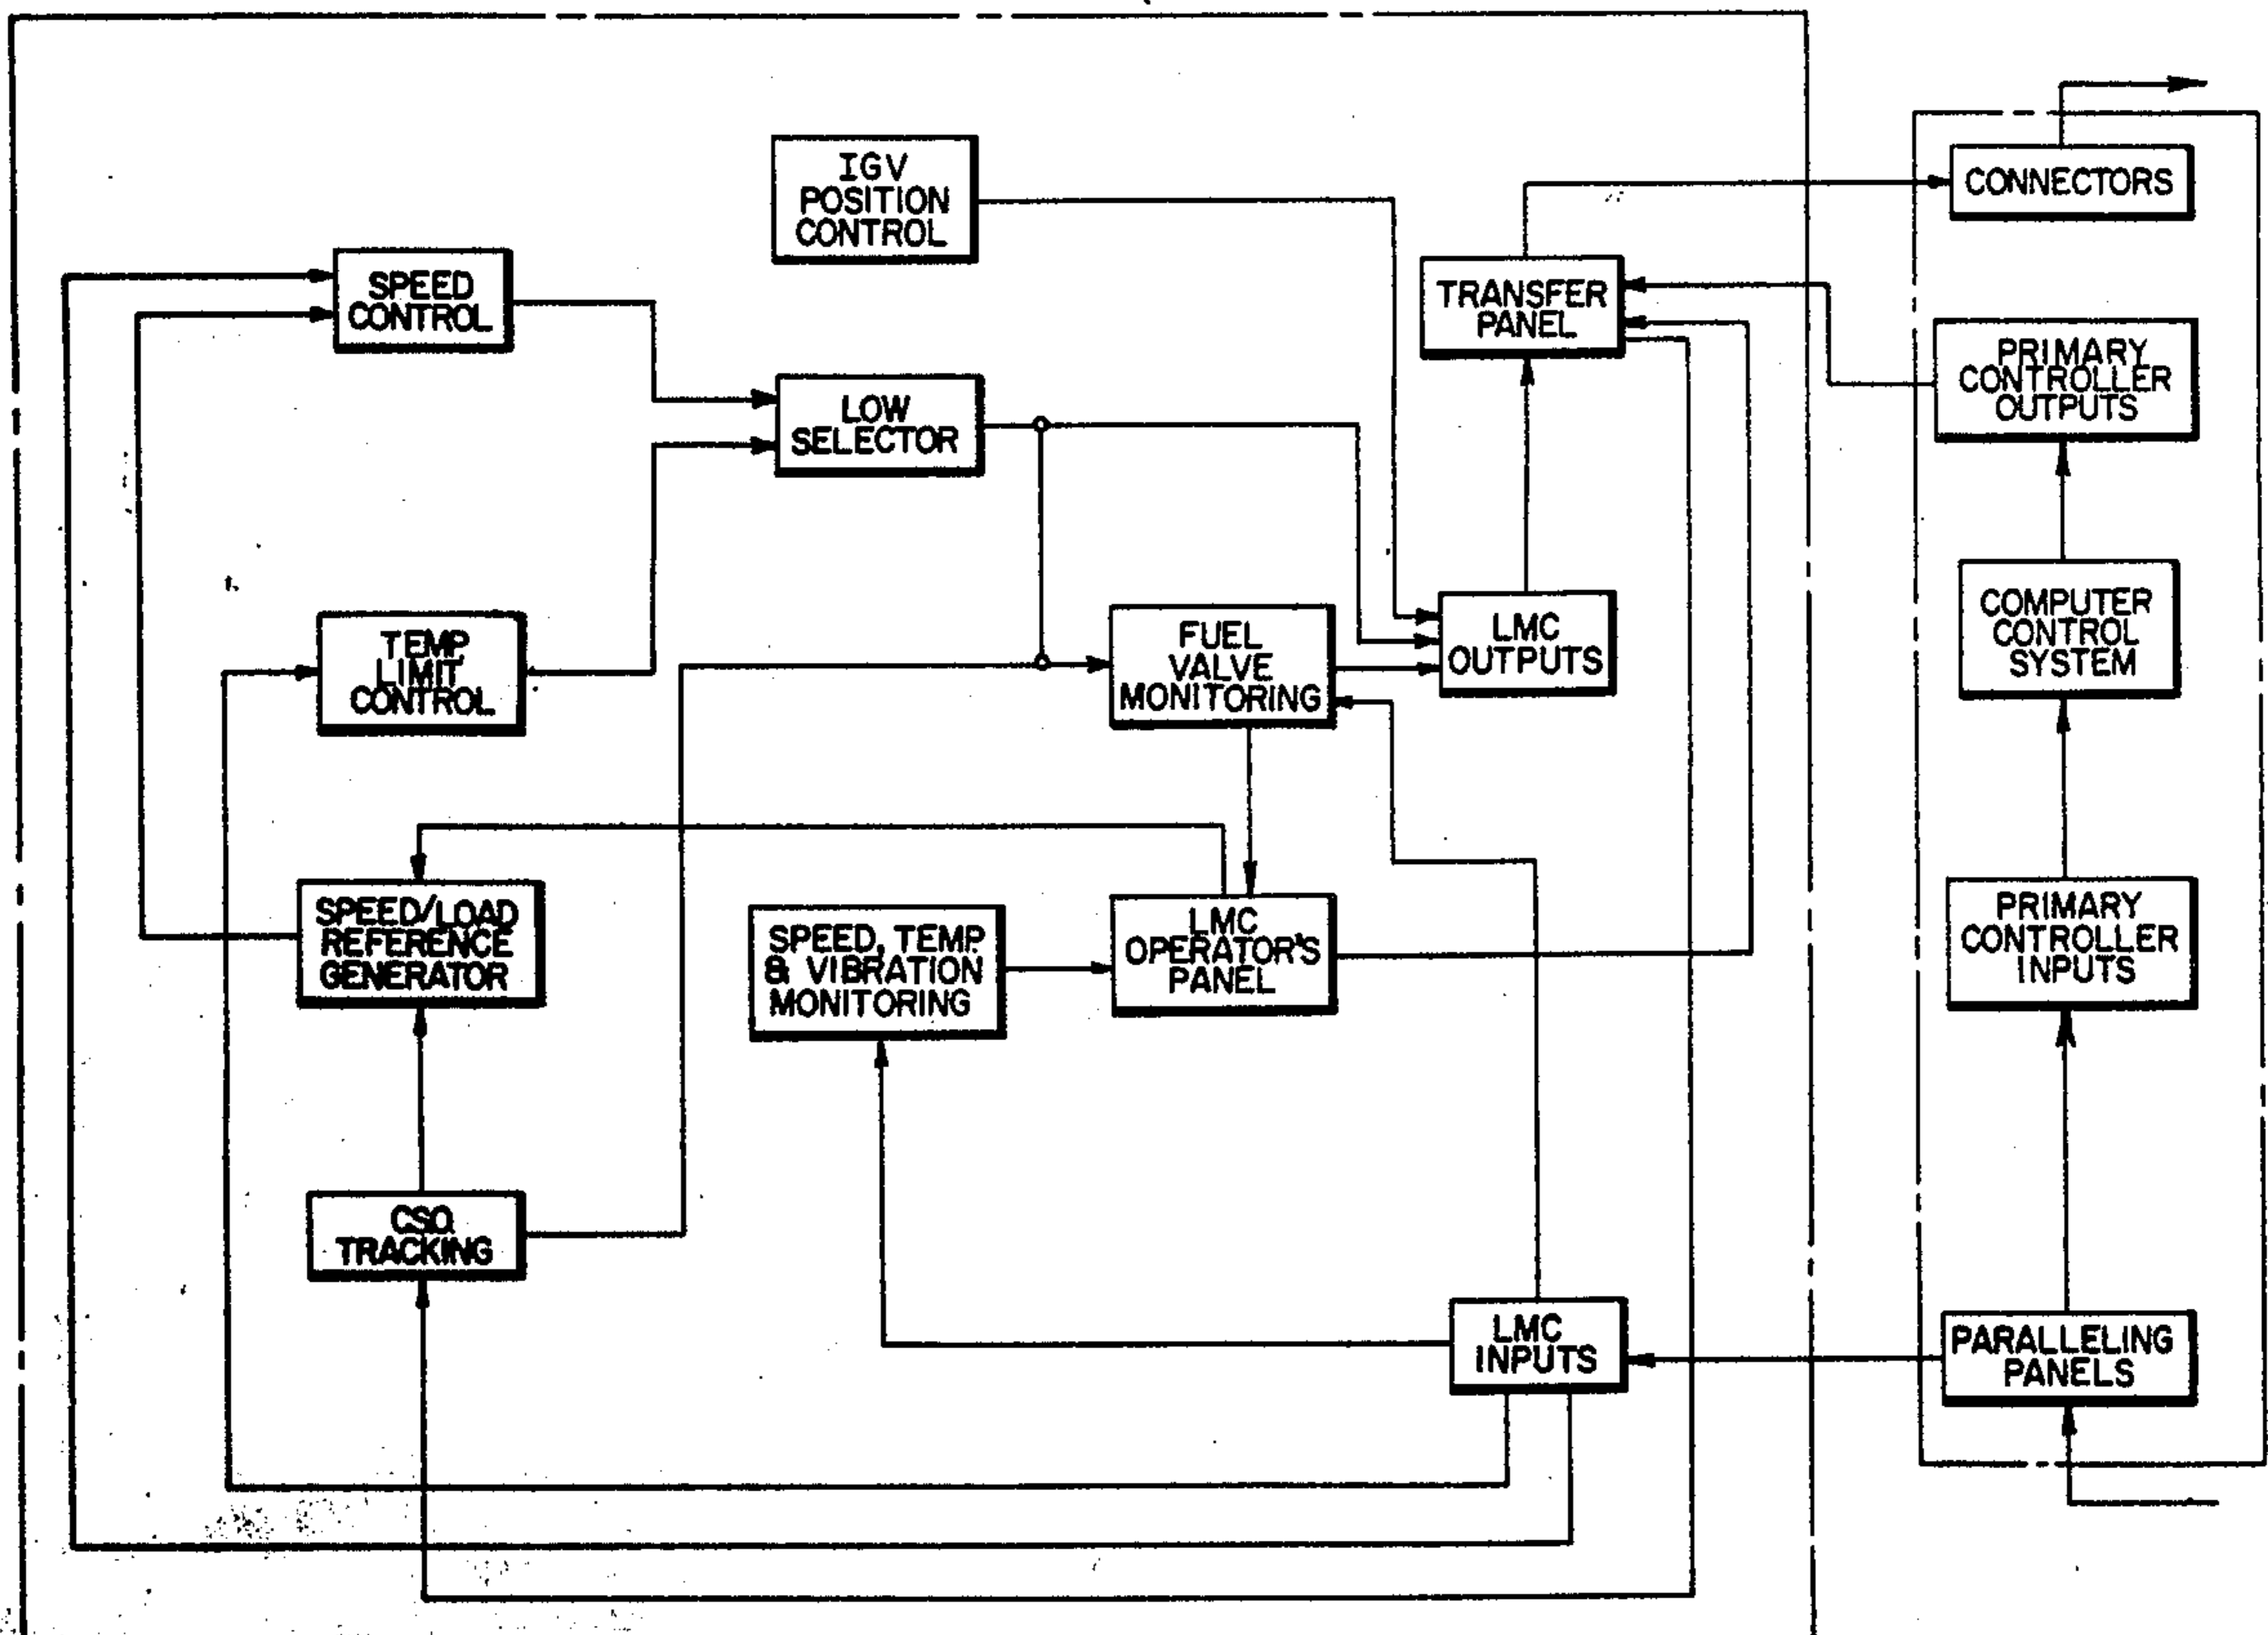 IGV
POSITION
CONTROL
CONNECTORS
SPEED
CONTROL
TRANSFER
PANEL
PRIMARY
CONTROLLER
OUTPUTS
LOW
SELECTOR
TEMP.
LIMIT
CONTROL
FUEL
VALVE
MONITORING
LMC
OUTPUTS
COMPUTER
CONTROL
SYSTEM
SPEED/LOAD
REFERENCE
GENERATOR
SPEED, TEMP.
& VIBRATION
MONITORING
LMC
OPERATOR'S
PANEL
PRIMARY
CONTROLLER
INPUTS
CSO
TRACKING
LMC
INPUTS
PARALLELING
PANELS